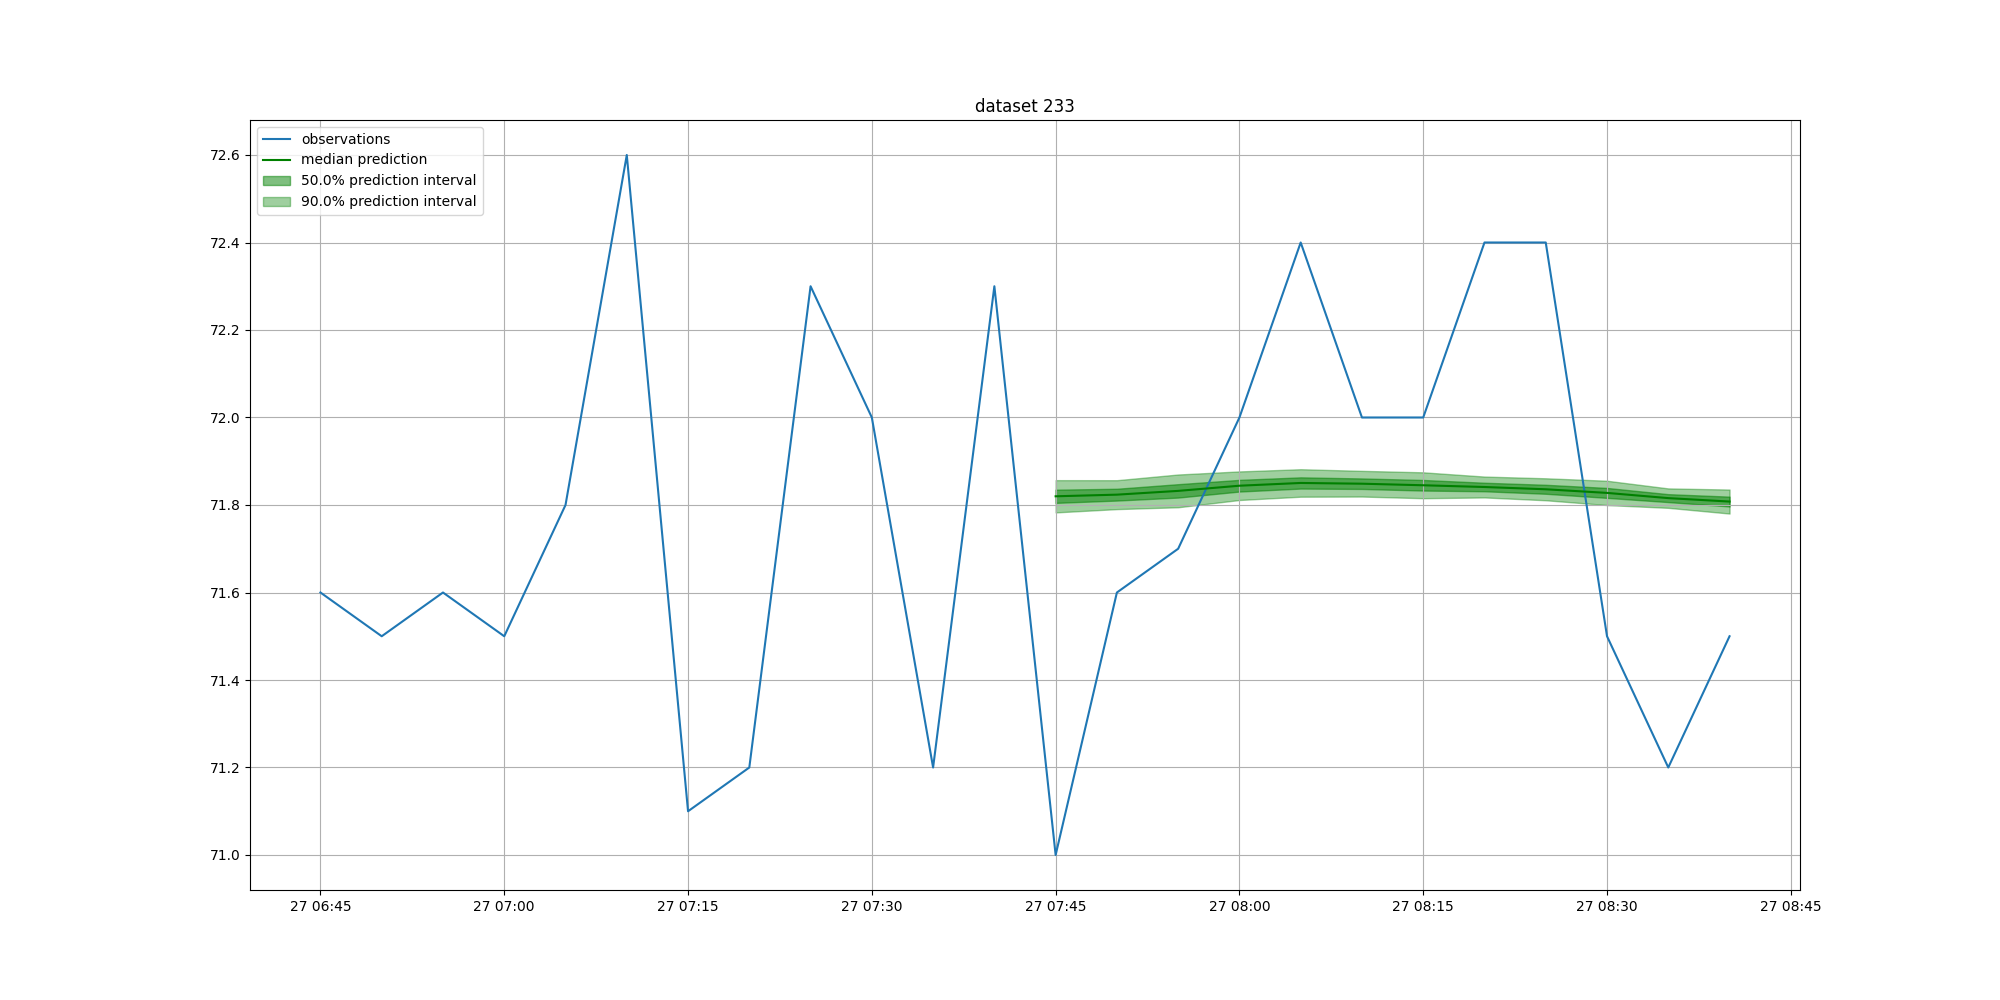 dataset 233
observations
median prediction
50.0% prediction interval
90.0% prediction interval
72.6
72.4
72.2
72.0
71.8
71.6
71.4
71.2
71.0
27 06:45 27 07:00 27 07:15 27 07:30 27 07:45 27 08:00 27 08:15 27 08:30 27 08:45